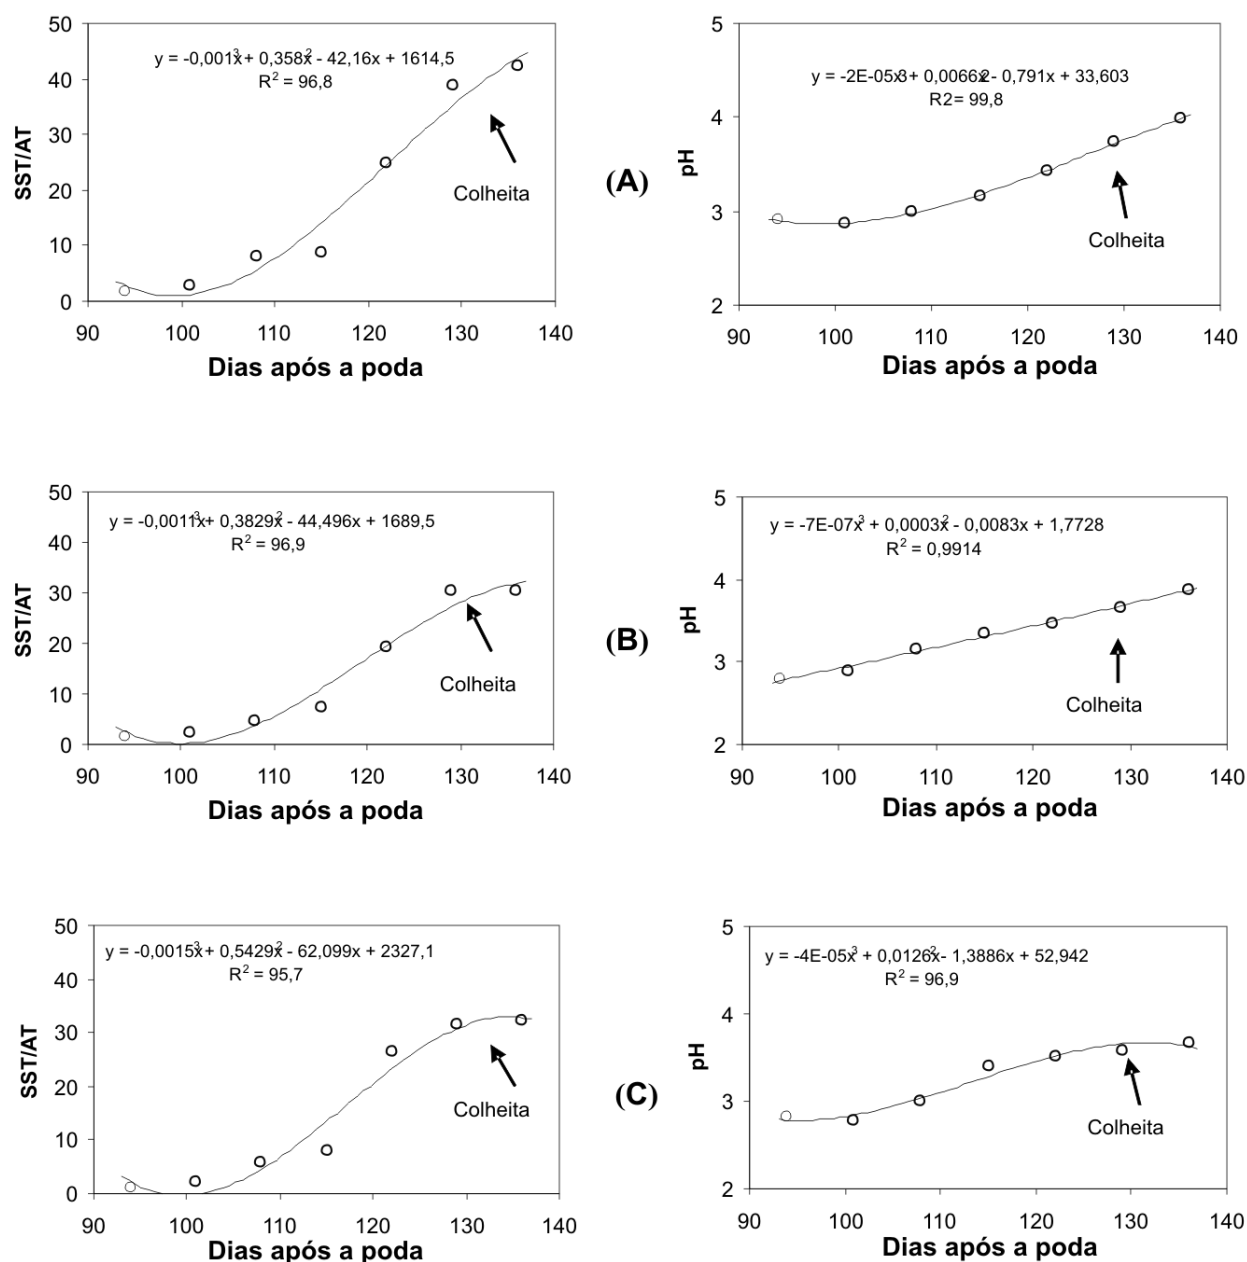 50
40
30
20
10
0
SST/AT
y = -0,001x³ + 0,358x² - 42,16x + 1614,5
R² = 96,8
Colheita
90 100 110 120 130 140
Dias após a poda
(A)
5
4
3
2
pH
y = -2E-05x3 + 0,0066x2 - 0,791x + 33,603
R2 = 99,8
Colheita
90 100 110 120 130 140
Dias após a poda
50
40
30
20
10
0
SST/AT
y = -0,0011x³ + 0,3829x² - 44,496x + 1689,5
R² = 96,9
Colheita
90 100 110 120 130 140
Dias após a poda
(B)
5
4
3
2
pH
y = -7E-07x³ + 0,0003x² - 0,0083x + 1,7728
R² = 0,9914
Colheita
90 100 110 120 130 140
Dias após a poda
50
40
30
20
10
0
SST/AT
y = -0,0015x³ + 0,5429x² - 62,099x + 2327,1
R² = 95,7
Colheita
90 100 110 120 130 140
Dias após a poda
(C)
5
4
3
2
pH
y = -4E-05x³ + 0,0126x² - 1,3886x + 52,942
R² = 96,9
Colheita
90 100 110 120 130 140
Dias após a poda